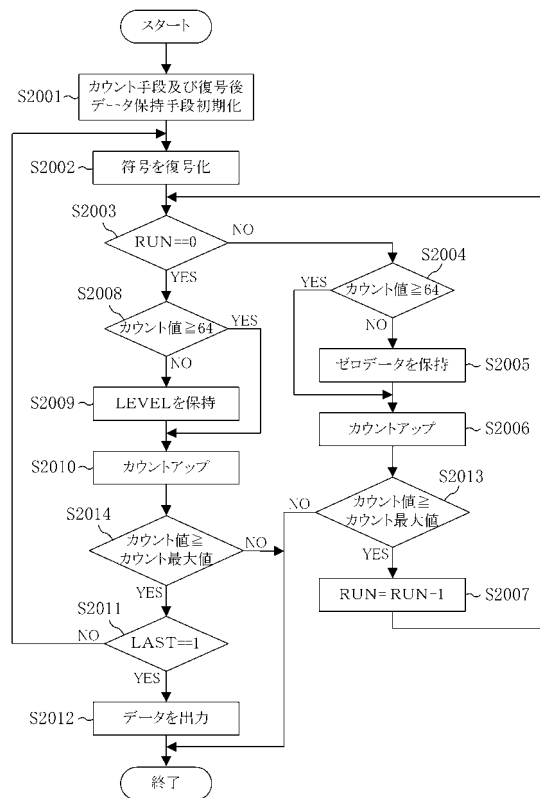 スタート
S2001
カウント手段及び復号後
データ保持手段初期化
S2002
符号を復号化
S2003
RUN==0
NO
YES
S2004
カウント値≧64
YES
NO
S2008
カウント値≧64
YES
NO
ゼロデータを保持
S2005
S2009
LEVELを保持
カウントアップ
S2006
S2010
カウントアップ
S2013
カウント値≧
カウント最大値
NO
YES
S2014
カウント値≧
カウント最大値
NO
YES
RUN=RUN-1
S2007
S2011
LAST==1
NO
YES
S2012
データを出力
終了